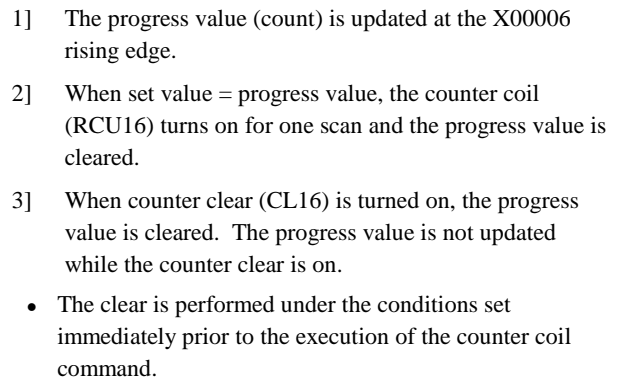 1] The progress value (count) is updated at the X00006
rising edge.
2] When set value = progress value, the counter coil
(RCU16) turns on for one scan and the progress value is
cleared.
3] When counter clear (CL16) is turned on, the progress
value is cleared. The progress value is not updated
while the counter clear is on.
• The clear is performed under the conditions set
immediately prior to the execution of the counter coil
command.